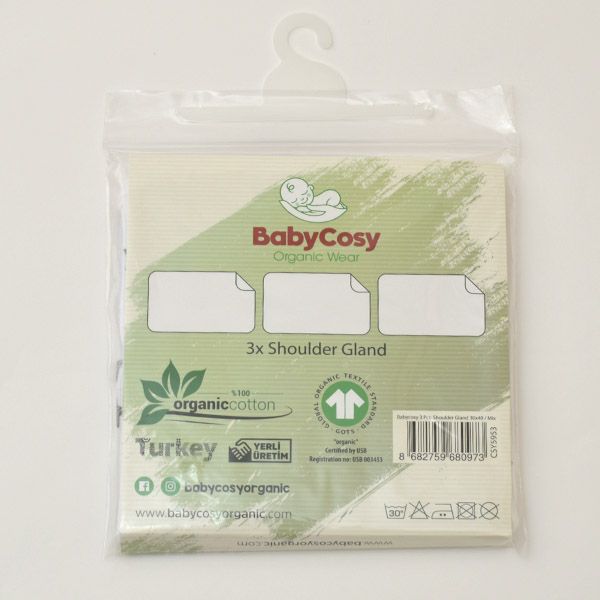 BabyCosy
Organic Wear
3x Shoulder Gland
%100
organiccotton
GLOBAL ORGANIC TEXTILE STANDARD
GOTS
"organic"
Certified by USB
Registration no: USB 003453
Babycosy 3 Pcs Shoulder Gland 30x40 / Mix
8 682759 680973
CSY5953
Turkey
YERLİ
ÜRETİM
babycosyorganic
www.babycosyorganic.com
30°
www.babycosyorganic.com